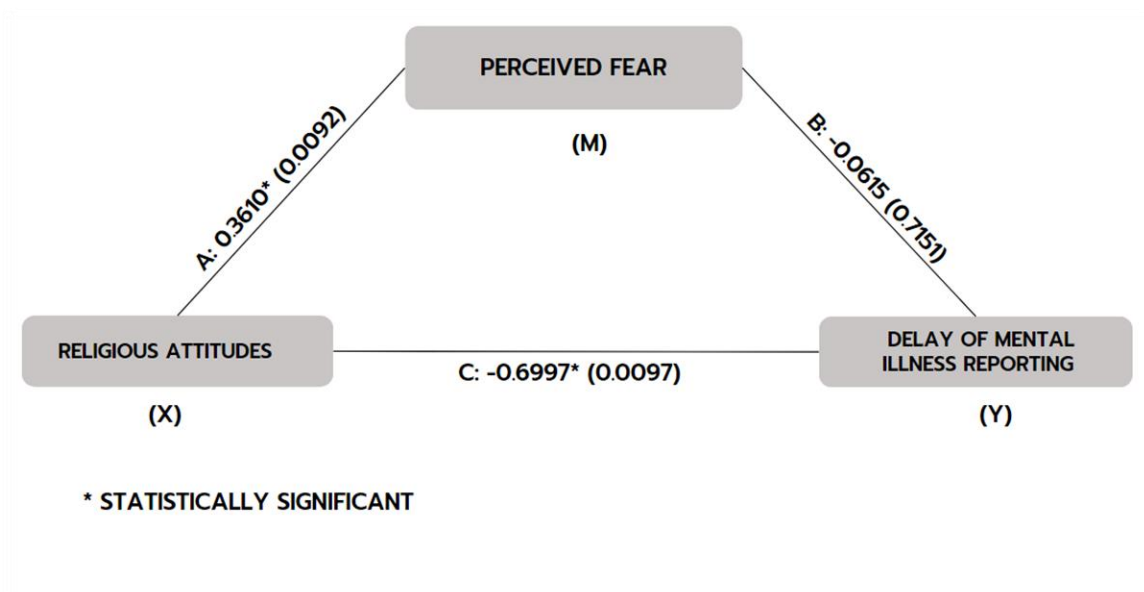 PERCEIVED FEAR
(M)
A: 0.3610* (0.0092)
B: -0.0615 (0.7151)
RELIGIOUS ATTITUDES
(X)
C: -0.6997* (0.0097)
DELAY OF MENTAL
ILLNESS REPORTING
(Y)
* STATISTICALLY SIGNIFICANT